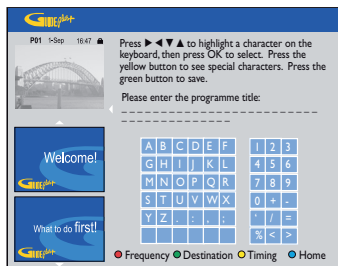 GUIDEplus+
P01 1-Sep 16:47
Press ▶ ◀ ▼ ▲ to highlight a character on the
keyboard, then press OK to select. Press the
yellow button to see special characters. Press the
green button to save.
Please enter the programme title:
Welcome!
GUIDEplus+
What to do first!
GUIDEplus+
A B C D E F 1 2 3
G H I J K L 4 5 6
M N O P Q R 7 8 9
S T U V W X 0 + -
Y Z . : , ; ' / =
% < >
Frequency Destination Timing Home